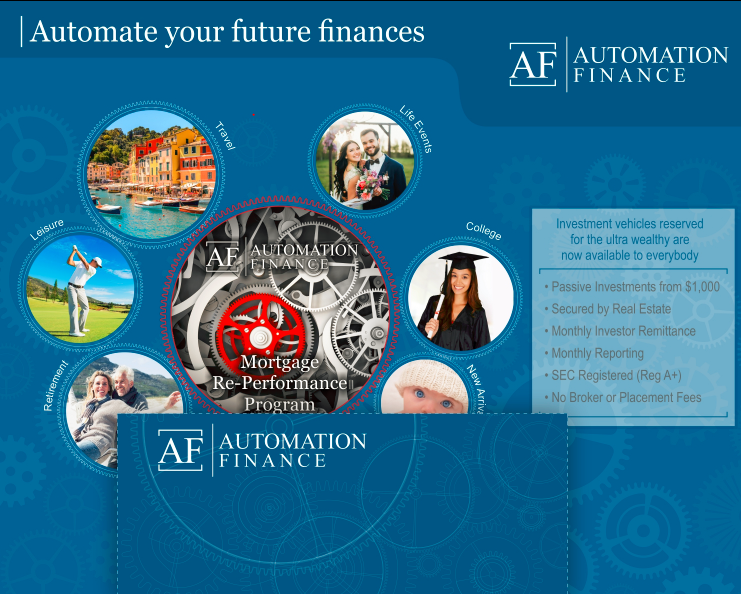 Automate your future finances
AF AUTOMATION
FINANCE
Travel
Life Events
Leisure
College
Investment vehicles reserved
for the ultra wealthy are
now available to everybody
• Passive Investments from $1,000
• Secured by Real Estate
• Monthly Investor Remittance
• Monthly Reporting
• SEC Registered (Reg A+)
• No Broker or Placement Fees
AF AUTOMATION
FINANCE
Mortgage
Re-Performance
Program
Retirement
New Arriva
AF AUTOMATION
FINANCE